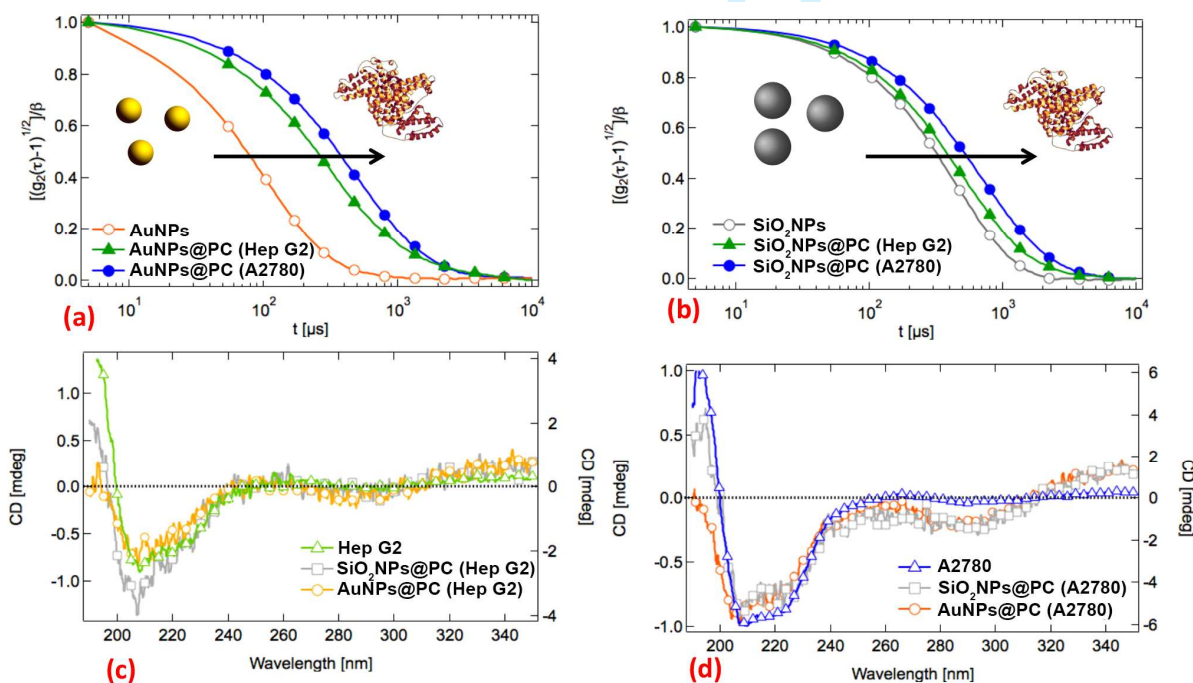 [(g₂(τ)-1)^1/2]/β
1.0
0.8
0.6
0.4
0.2
0.0
AuNPs
AuNPs@PC (Hep G2)
AuNPs@PC (A2780)
(a)
10¹
10²
10³
10⁴
t [µs]
[(g₂(τ)-1)^1/2]/β
1.0
0.8
0.6
0.4
0.2
0.0
SiO₂NPs
SiO₂NPs@PC (Hep G2)
SiO₂NPs@PC (A2780)
(b)
10¹
10²
10³
10⁴
t [µs]
CD [mdeg]
1.0
0.5
0.0
-0.5
-1.0
4
2
0
-2
-4
CD [mdeg]
Hep G2
SiO₂NPs@PC (Hep G2)
AuNPs@PC (Hep G2)
200 220 240 260 280 300 320 340
Wavelength [nm]
(c)
CD [mdeg]
1.0
0.5
0.0
-0.5
-1.0
6
4
2
0
-2
-4
-6
CD [mdeg]
A2780
SiO₂NPs@PC (A2780)
AuNPs@PC (A2780)
200 220 240 260 280 300 320 340
Wavelength [nm]
(d)